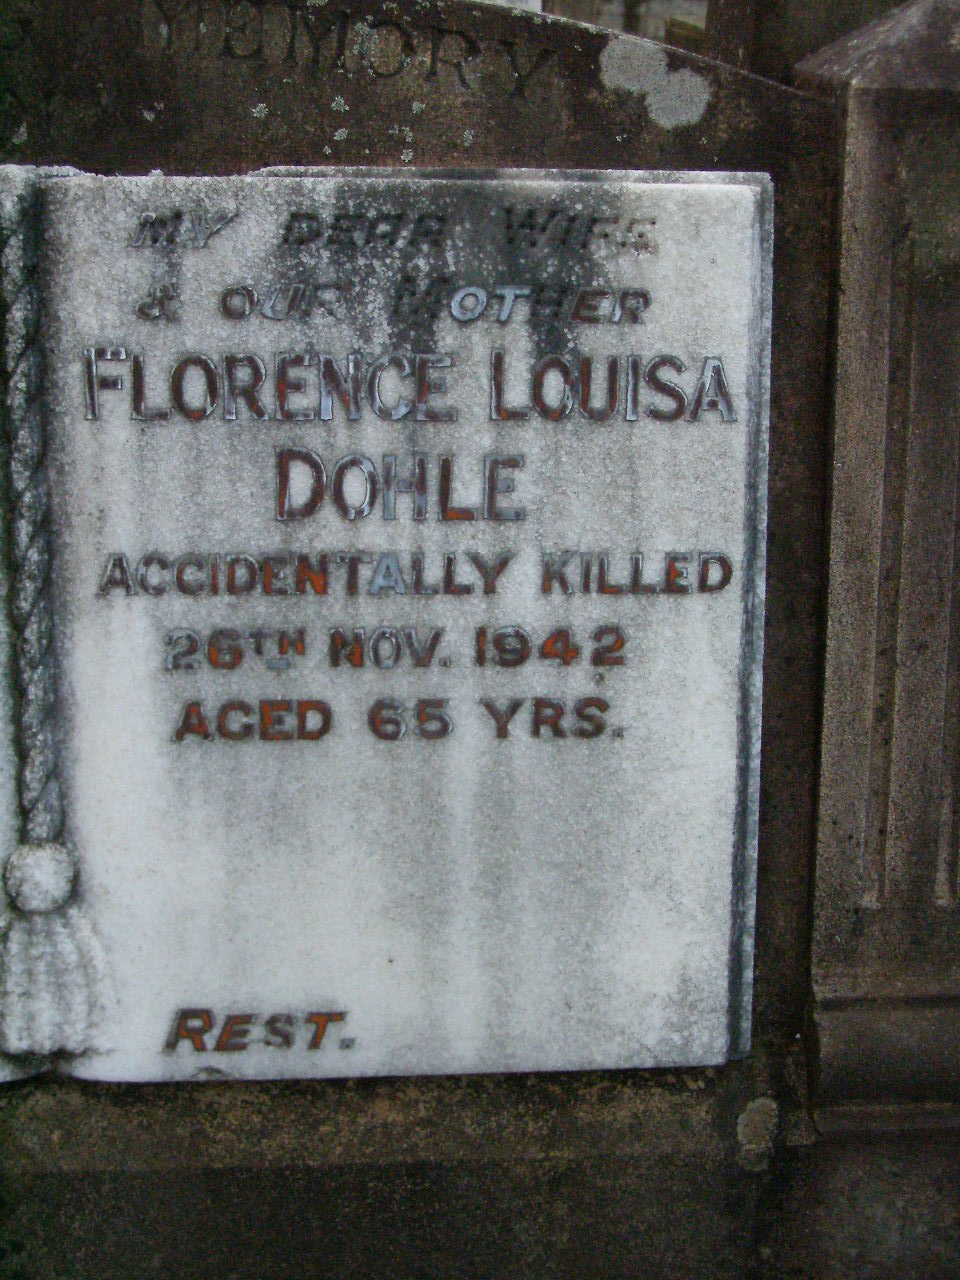 MEMORY
MY DEAR WIFE
& OUR MOTHER
FLORENCE LOUISA
DOHLE
ACCIDENTALLY KILLED
26TH NOV. 1942
AGED 65 YRS.
REST.